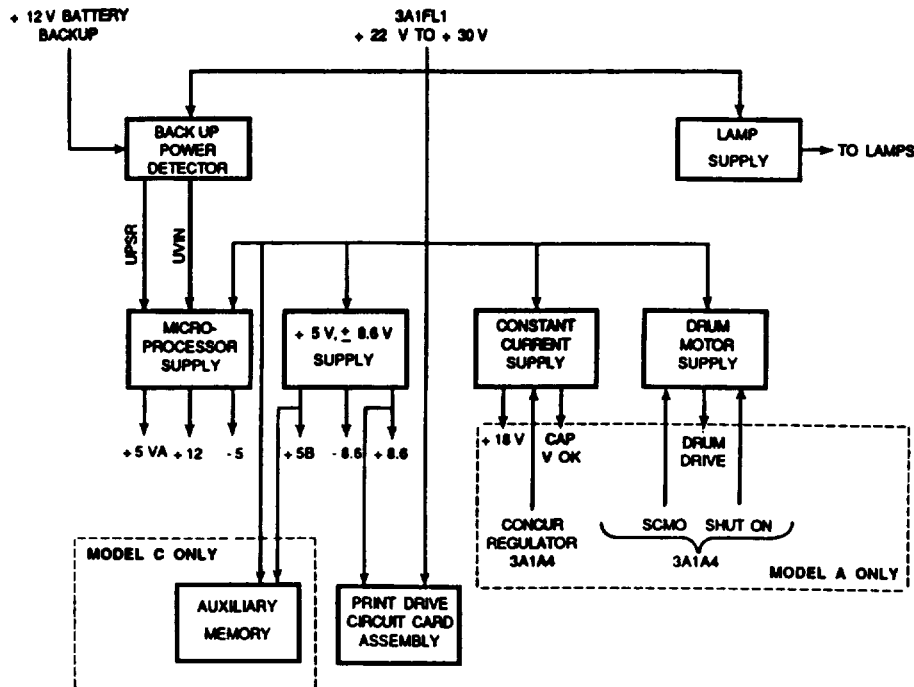 + 12 V BATTERY
BACKUP
3A1FL1
+ 22 V TO + 30 V
BACK UP
POWER
DETECTOR
LAMP
SUPPLY
TO LAMPS
UPSR
UVIN
MICRO-
PROCESSOR
SUPPLY
+ 5 V, ± 8.6 V
SUPPLY
CONSTANT
CURRENT
SUPPLY
DRUM
MOTOR
SUPPLY
+ 5 VA
+ 12
- 5
+ 5B
- 8.6
+ 8.6
+ 18 V
CAP
V OK
DRUM
DRIVE
CONCUR
REGULATOR
3A1A4
SCMO
SHUT ON
3A1A4
MODEL A ONLY
MODEL C ONLY
AUXILIARY
MEMORY
PRINT DRIVE
CIRCUIT CARD
ASSEMBLY